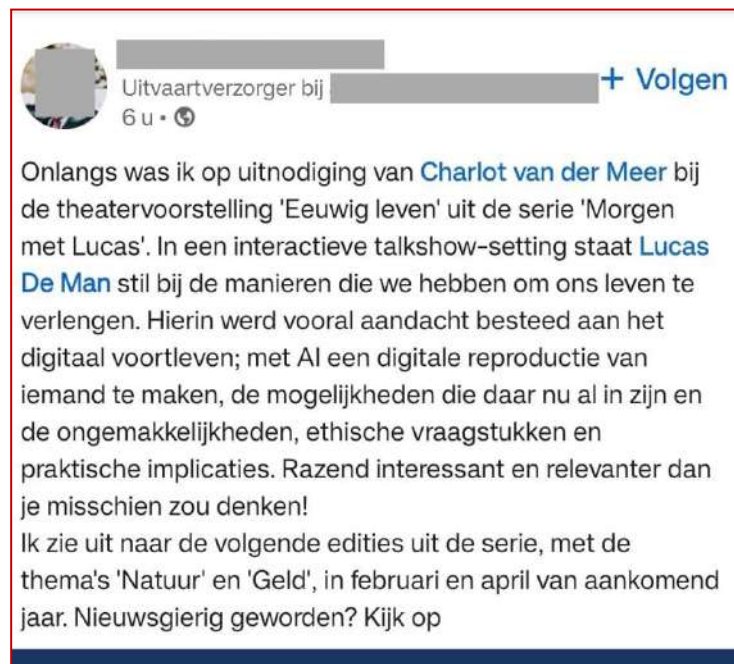 Uitvaartverzorger bij
+ Volgen
6 u •
Onlangs was ik op uitnodiging van Charlot van der Meer bij
de theatervoorstelling 'Eeuwig leven' uit de serie 'Morgen
met Lucas'. In een interactieve talkshow-setting staat Lucas
De Man stil bij de manieren die we hebben om ons leven te
verlengen. Hierin werd vooral aandacht besteed aan het
digitaal voortleven; met AI een digitale reproductie van
iemand te maken, de mogelijkheden die daar nu al in zijn en
de ongemakkelijkheden, ethische vraagstukken en
praktische implicaties. Razend interessant en relevanter dan
je misschien zou denken!
Ik zie uit naar de volgende edities uit de serie, met de
thema's 'Natuur' en 'Geld', in februari en april van aankomend
jaar. Nieuwsgierig geworden? Kijk op